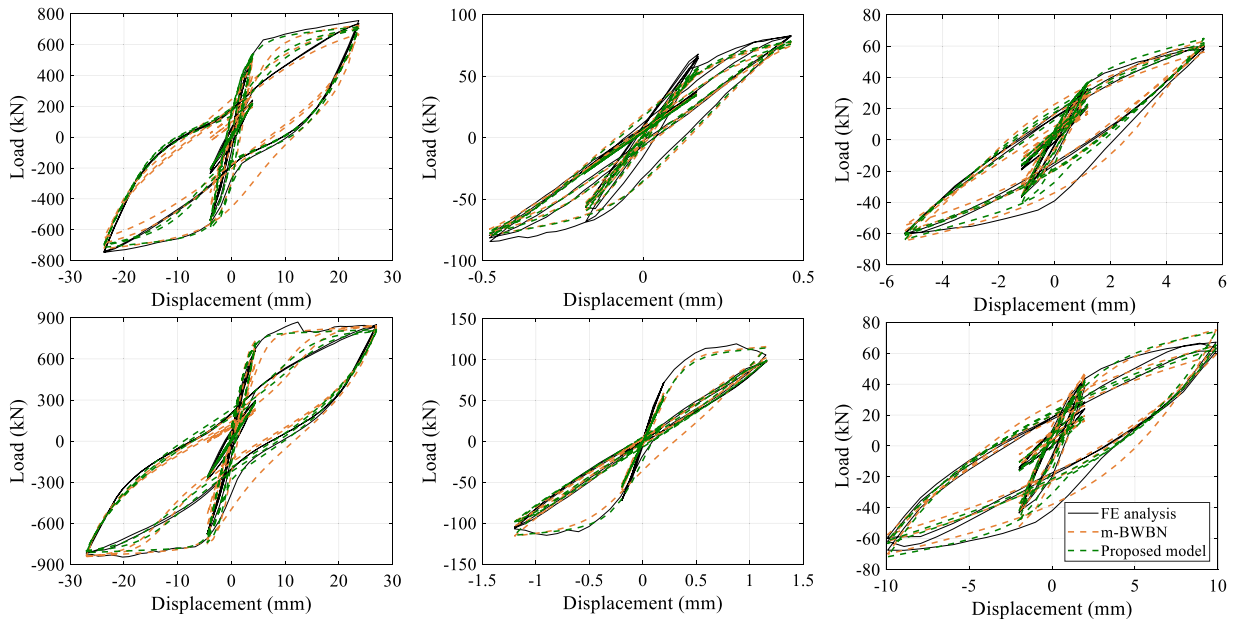 800
600
400
200
0
-200
-400
-600
-800
-30 -20 -10 0 10 20 30
Load (kN)
Displacement (mm)
100
50
0
-50
-100
-0.5 0 0.5
Load (kN)
Displacement (mm)
80
60
40
20
0
-20
-40
-60
-80
-6 -4 -2 0 2 4 6
Load (kN)
Displacement (mm)
900
600
300
0
-300
-600
-900
-30 -20 -10 0 10 20 30
Load (kN)
Displacement (mm)
150
100
50
0
-50
-100
-150
-1.5 -1 -0.5 0 0.5 1 1.5
Load (kN)
Displacement (mm)
80
60
40
20
0
-20
-40
-60
-80
-10 -5 0 5 10
Load (kN)
Displacement (mm)
FE analysis
m-BWBN
Proposed model